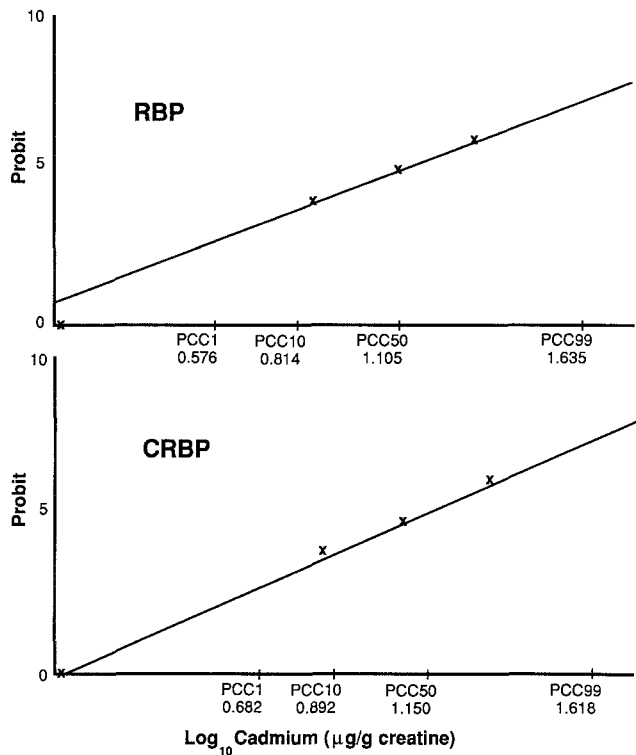 10
RBP
Probit
5
0
PCC1 PCC10 PCC50 PCC99
0.576 0.814 1.105 1.635
10
CRBP
Probit
5
0
PCC1 PCC10 PCC50 PCC99
0.682 0.892 1.150 1.618
Log10 Cadmium (μg/g creatine)